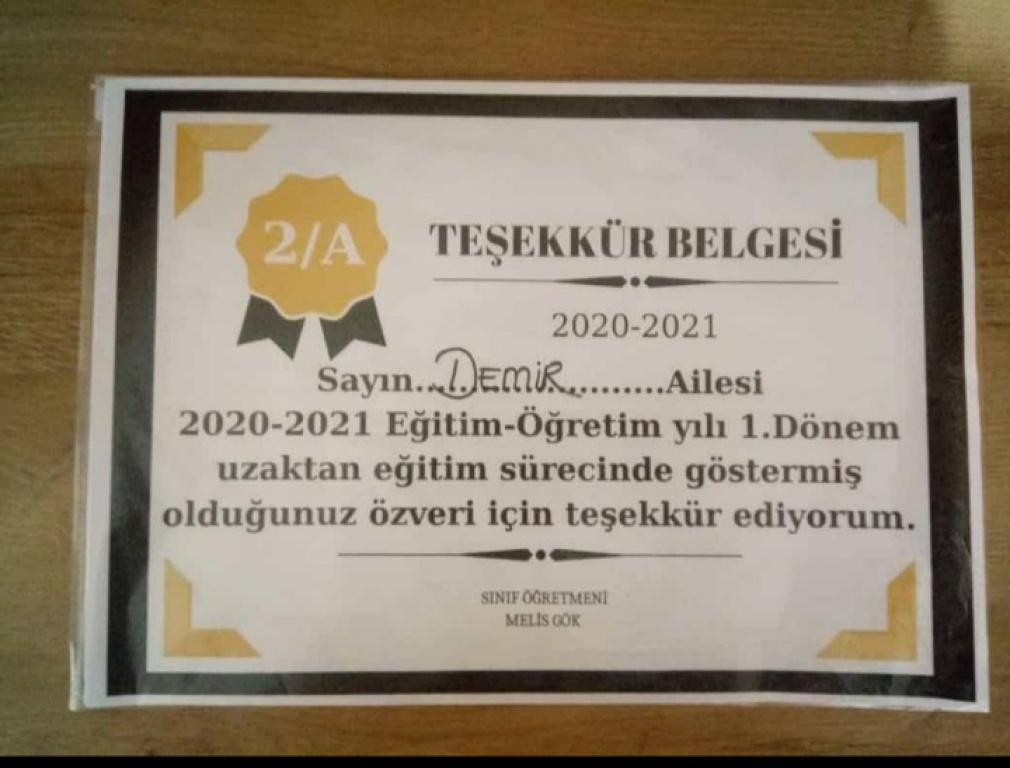 2/A
TEŞEKKÜR BELGESİ
2020-2021
Sayın...DEMİR..........Ailesi
2020-2021 Eğitim-Öğretim yılı 1.Dönem
uzaktan eğitim sürecinde göstermiş
olduğunuz özveri için teşekkür ediyorum.
SINIF ÖĞRETMENİ
MELİS GÖK